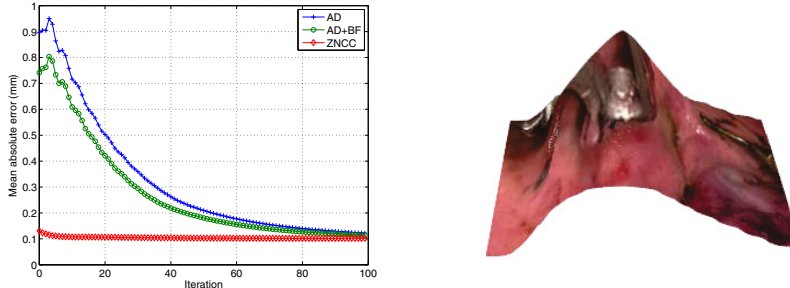 1
0.9
0.8
0.7
0.6
0.5
0.4
0.3
0.2
0.1
0
0 20 40 60 80 100
Mean absolute error (mm)
Iteration
AD
AD+BF
ZNCC